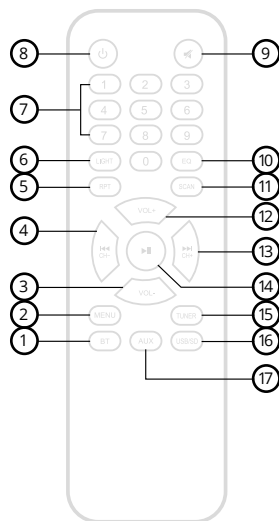 8 9
7 1 2 3
4 5 6
7 8 9
6 LIGHT 0 EQ 10
5 RPT SCAN 11
VOL+ 12
4 CH- CH+ 13
3 14
VOL-
2 MENU TUNER 15
1 BT AUX USB/SD 16
17